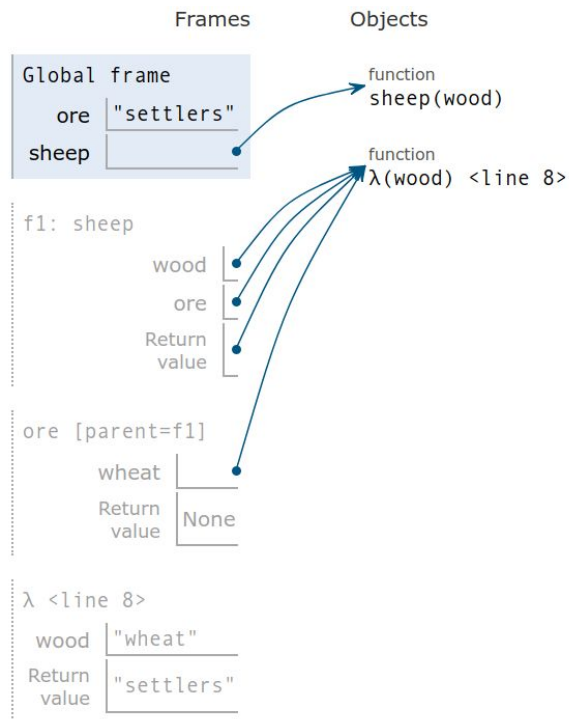 Frames Objects
Global frame
ore "settlers"
sheep
function
sheep(wood)
function
λ(wood) <line 8>
f1: sheep
wood
ore
Return
value
ore [parent=f1]
wheat
Return
value None
λ <line 8>
wood "wheat"
Return
value "settlers"